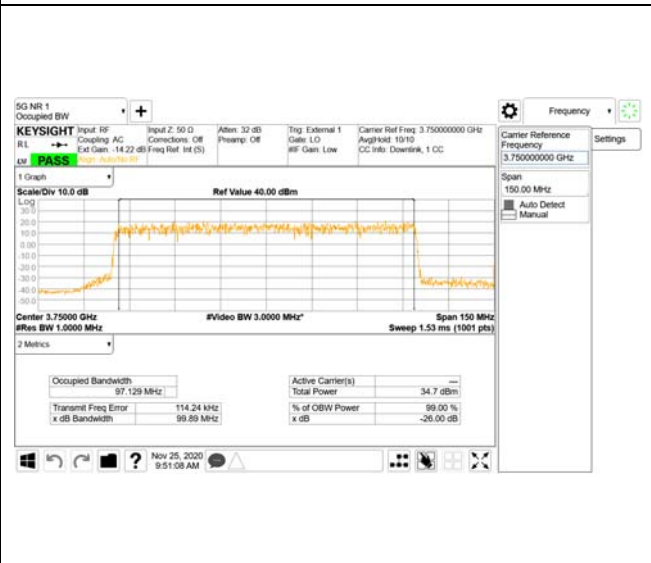 5G NR 1
Occupied BW
Frequency
KEYSIGHT
Input: RF
Input Z: 50 Ω
Atten: 32 dB
Trig: External 1
Carrier Ref Freq: 3.750000000 GHz
Coupling: AC
Corrections: Off
Preamp: Off
Gate: LO
Avg|Hold: 10/10
Ext Gain: -14.22 dB
Freq Ref: Int (S)
#IF Gain: Low
CC Info: Downlink, 1 CC
RL
Align: Auto/No RF
PASS
Carrier Reference
Frequency
3.750000000 GHz
Settings
Span
150.00 MHz
Auto Detect
Manual
1 Graph
Scale/Div 10.0 dB
Ref Value 40.00 dBm
Log
30.0
20.0
10.0
0.00
-10.0
-20.0
-30.0
-40.0
-50.0
Center 3.75000 GHz
#Video BW 3.0000 MHz*
Span 150 MHz
#Res BW 1.0000 MHz
Sweep 1.53 ms (1001 pts)
2 Metrics
Occupied Bandwidth
97.129 MHz
Active Carrier(s)
---
Total Power
34.7 dBm
Transmit Freq Error
114.24 kHz
% of OBW Power
99.00 %
x dB Bandwidth
99.89 MHz
x dB
-26.00 dB
Nov 25, 2020
9:51:08 AM